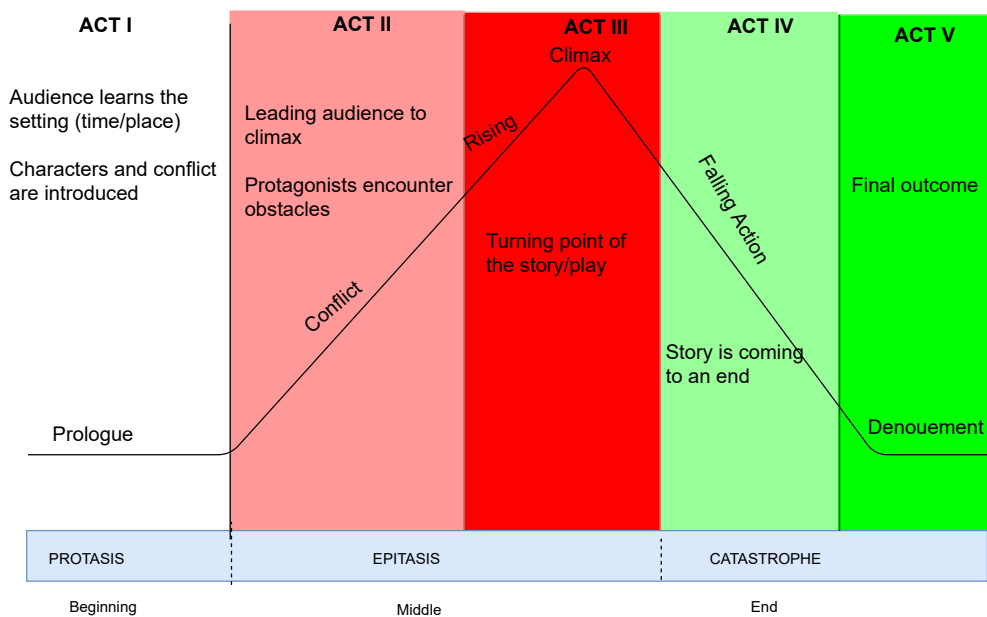 ACT I
ACT II
ACT III
ACT IV
ACT V
Climax
Audience learns the
setting (time/place)
Characters and conflict
are introduced
Leading audience to
climax
Protagonists encounter
obstacles
Rising
Conflict
Turning point of
the story/play
Falling Action
Story is coming
to an end
Final outcome
Prologue
Denouement
PROTASIS
EPITASIS
CATASTROPHE
Beginning
Middle
End